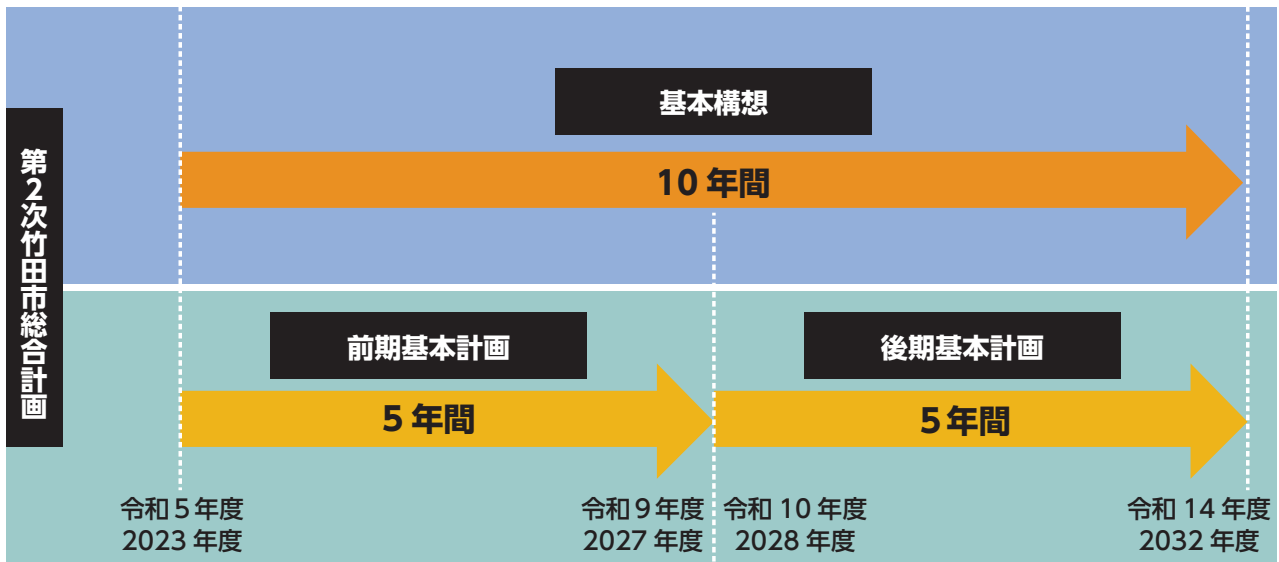 第2次竹田市総合計画
基本構想
10 年間
前期基本計画
後期基本計画
5 年間
5 年間
令和 5 年度
2023 年度
令和 9 年度
2027 年度
令和 10 年度
2028 年度
令和 14 年度
2032 年度